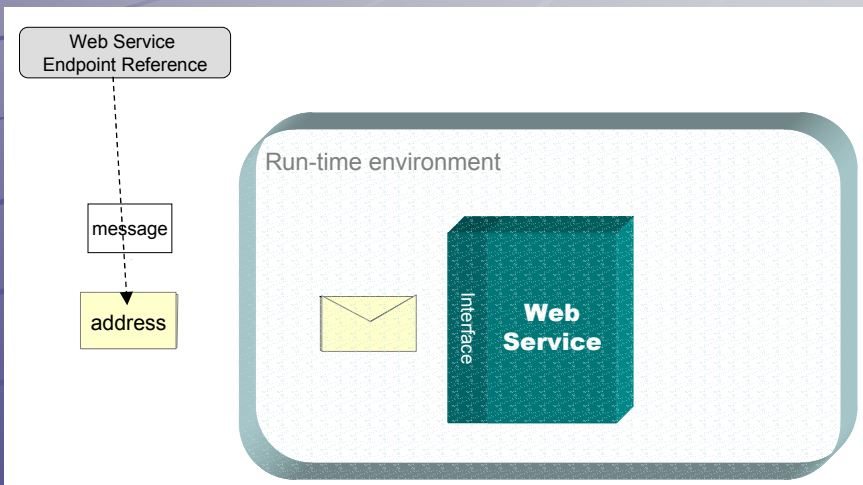 Web Service
Endpoint Reference
Run-time environment
message
address
Interface
Web
Service